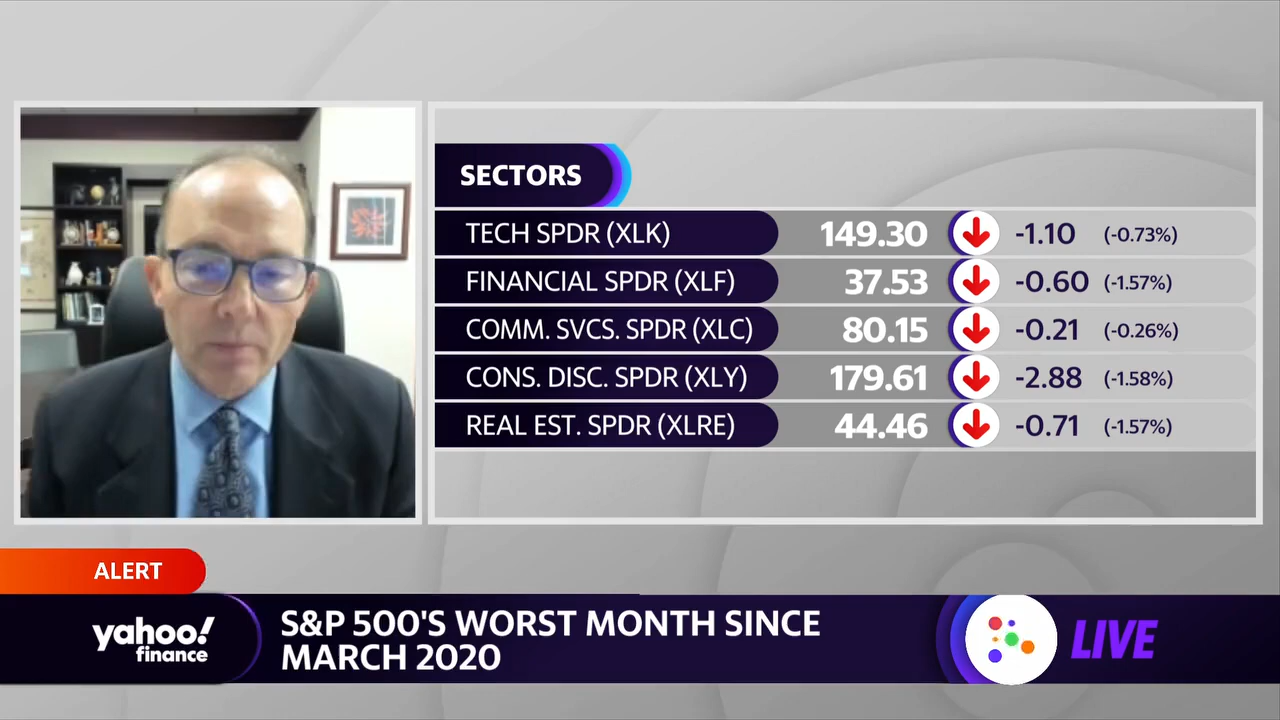 SECTORS
TECH SPDR (XLK) 149.30 -1.10 (-0.73%)
FINANCIAL SPDR (XLF) 37.53 -0.60 (-1.57%)
COMM. SVCS. SPDR (XLC) 80.15 -0.21 (-0.26%)
CONS. DISC. SPDR (XLY) 179.61 -2.88 (-1.58%)
REAL EST. SPDR (XLRE) 44.46 -0.71 (-1.57%)
ALERT
yahoo!
finance
S&P 500'S WORST MONTH SINCE
MARCH 2020
LIVE